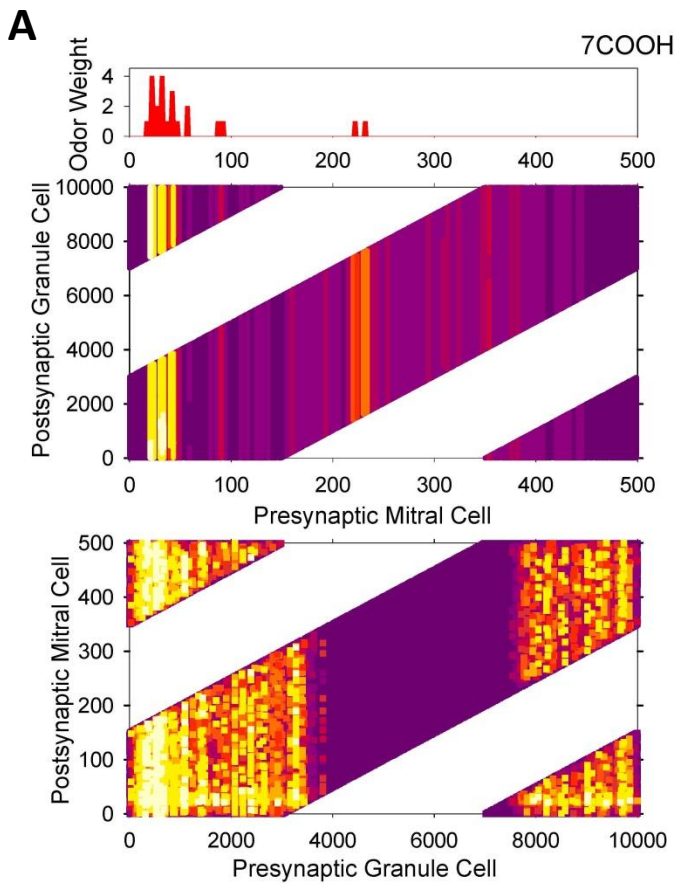 A
7COOH
Odor Weight
4
2
0
0 100 200 300 400 500
Postsynaptic Granule Cell
10000
8000
6000
4000
2000
0
0 100 200 300 400 500
Presynaptic Mitral Cell
Postsynaptic Mitral Cell
500
400
300
200
100
0
0 2000 4000 6000 8000 10000
Presynaptic Granule Cell